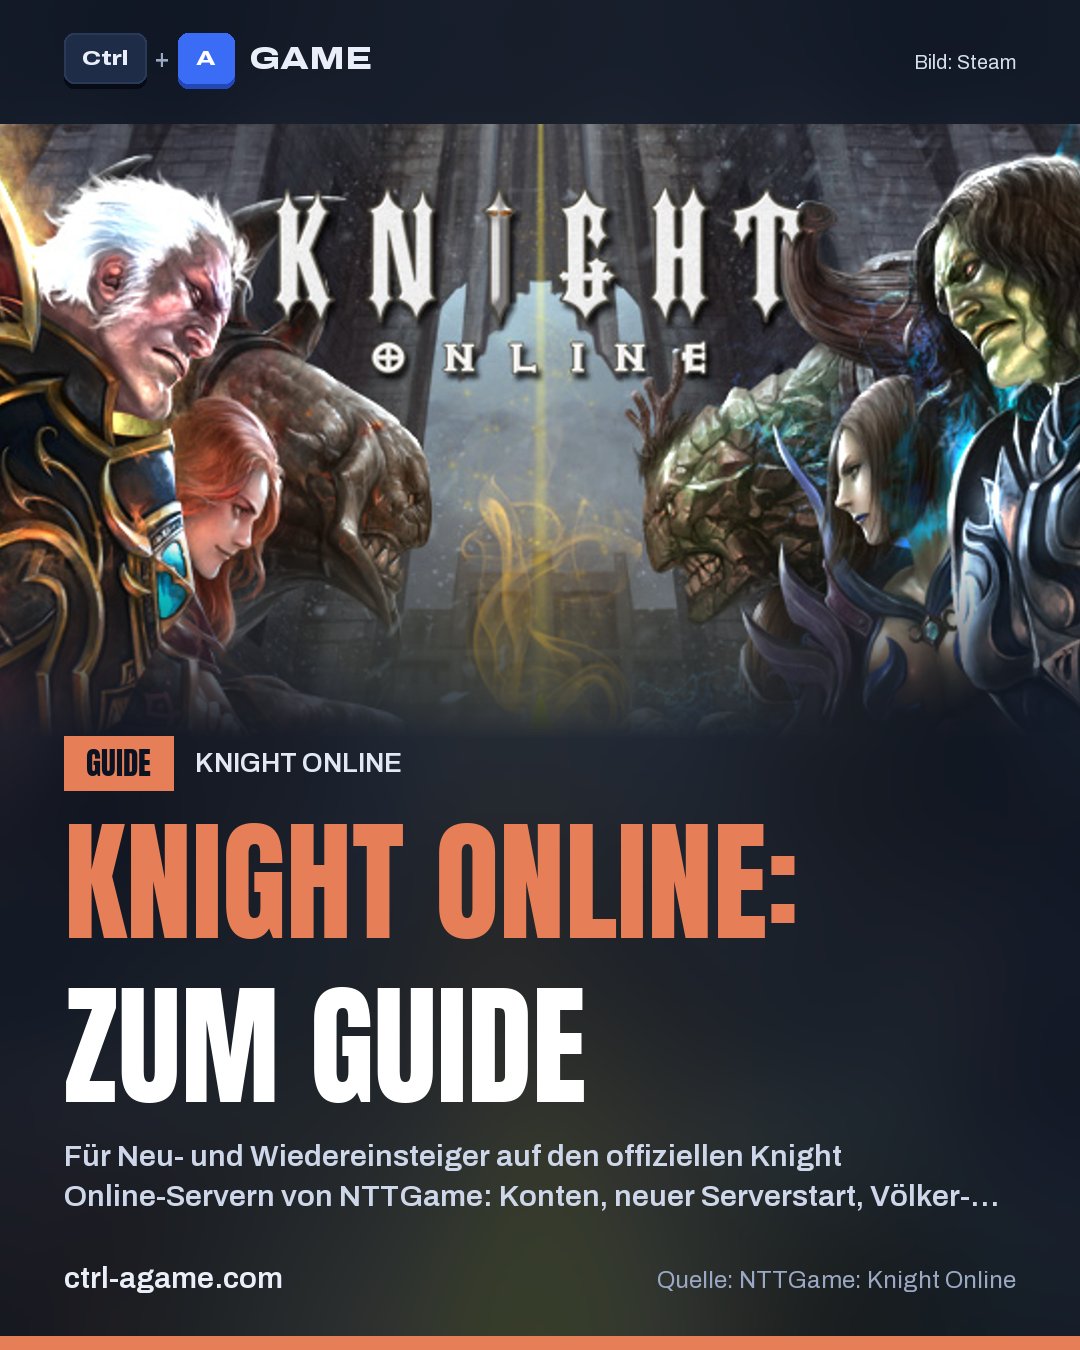 Ctrl + A GAME
Bild: Steam
KNIGHT
ONLINE
GUIDE KNIGHT ONLINE
KNIGHT ONLINE:
ZUM GUIDE
Für Neu- und Wiedereinsteiger auf den offiziellen Knight
Online-Servern von NTTGame: Konten, neuer Serverstart, Völker-...
ctrl-agame.com
Quelle: NTTGame: Knight Online